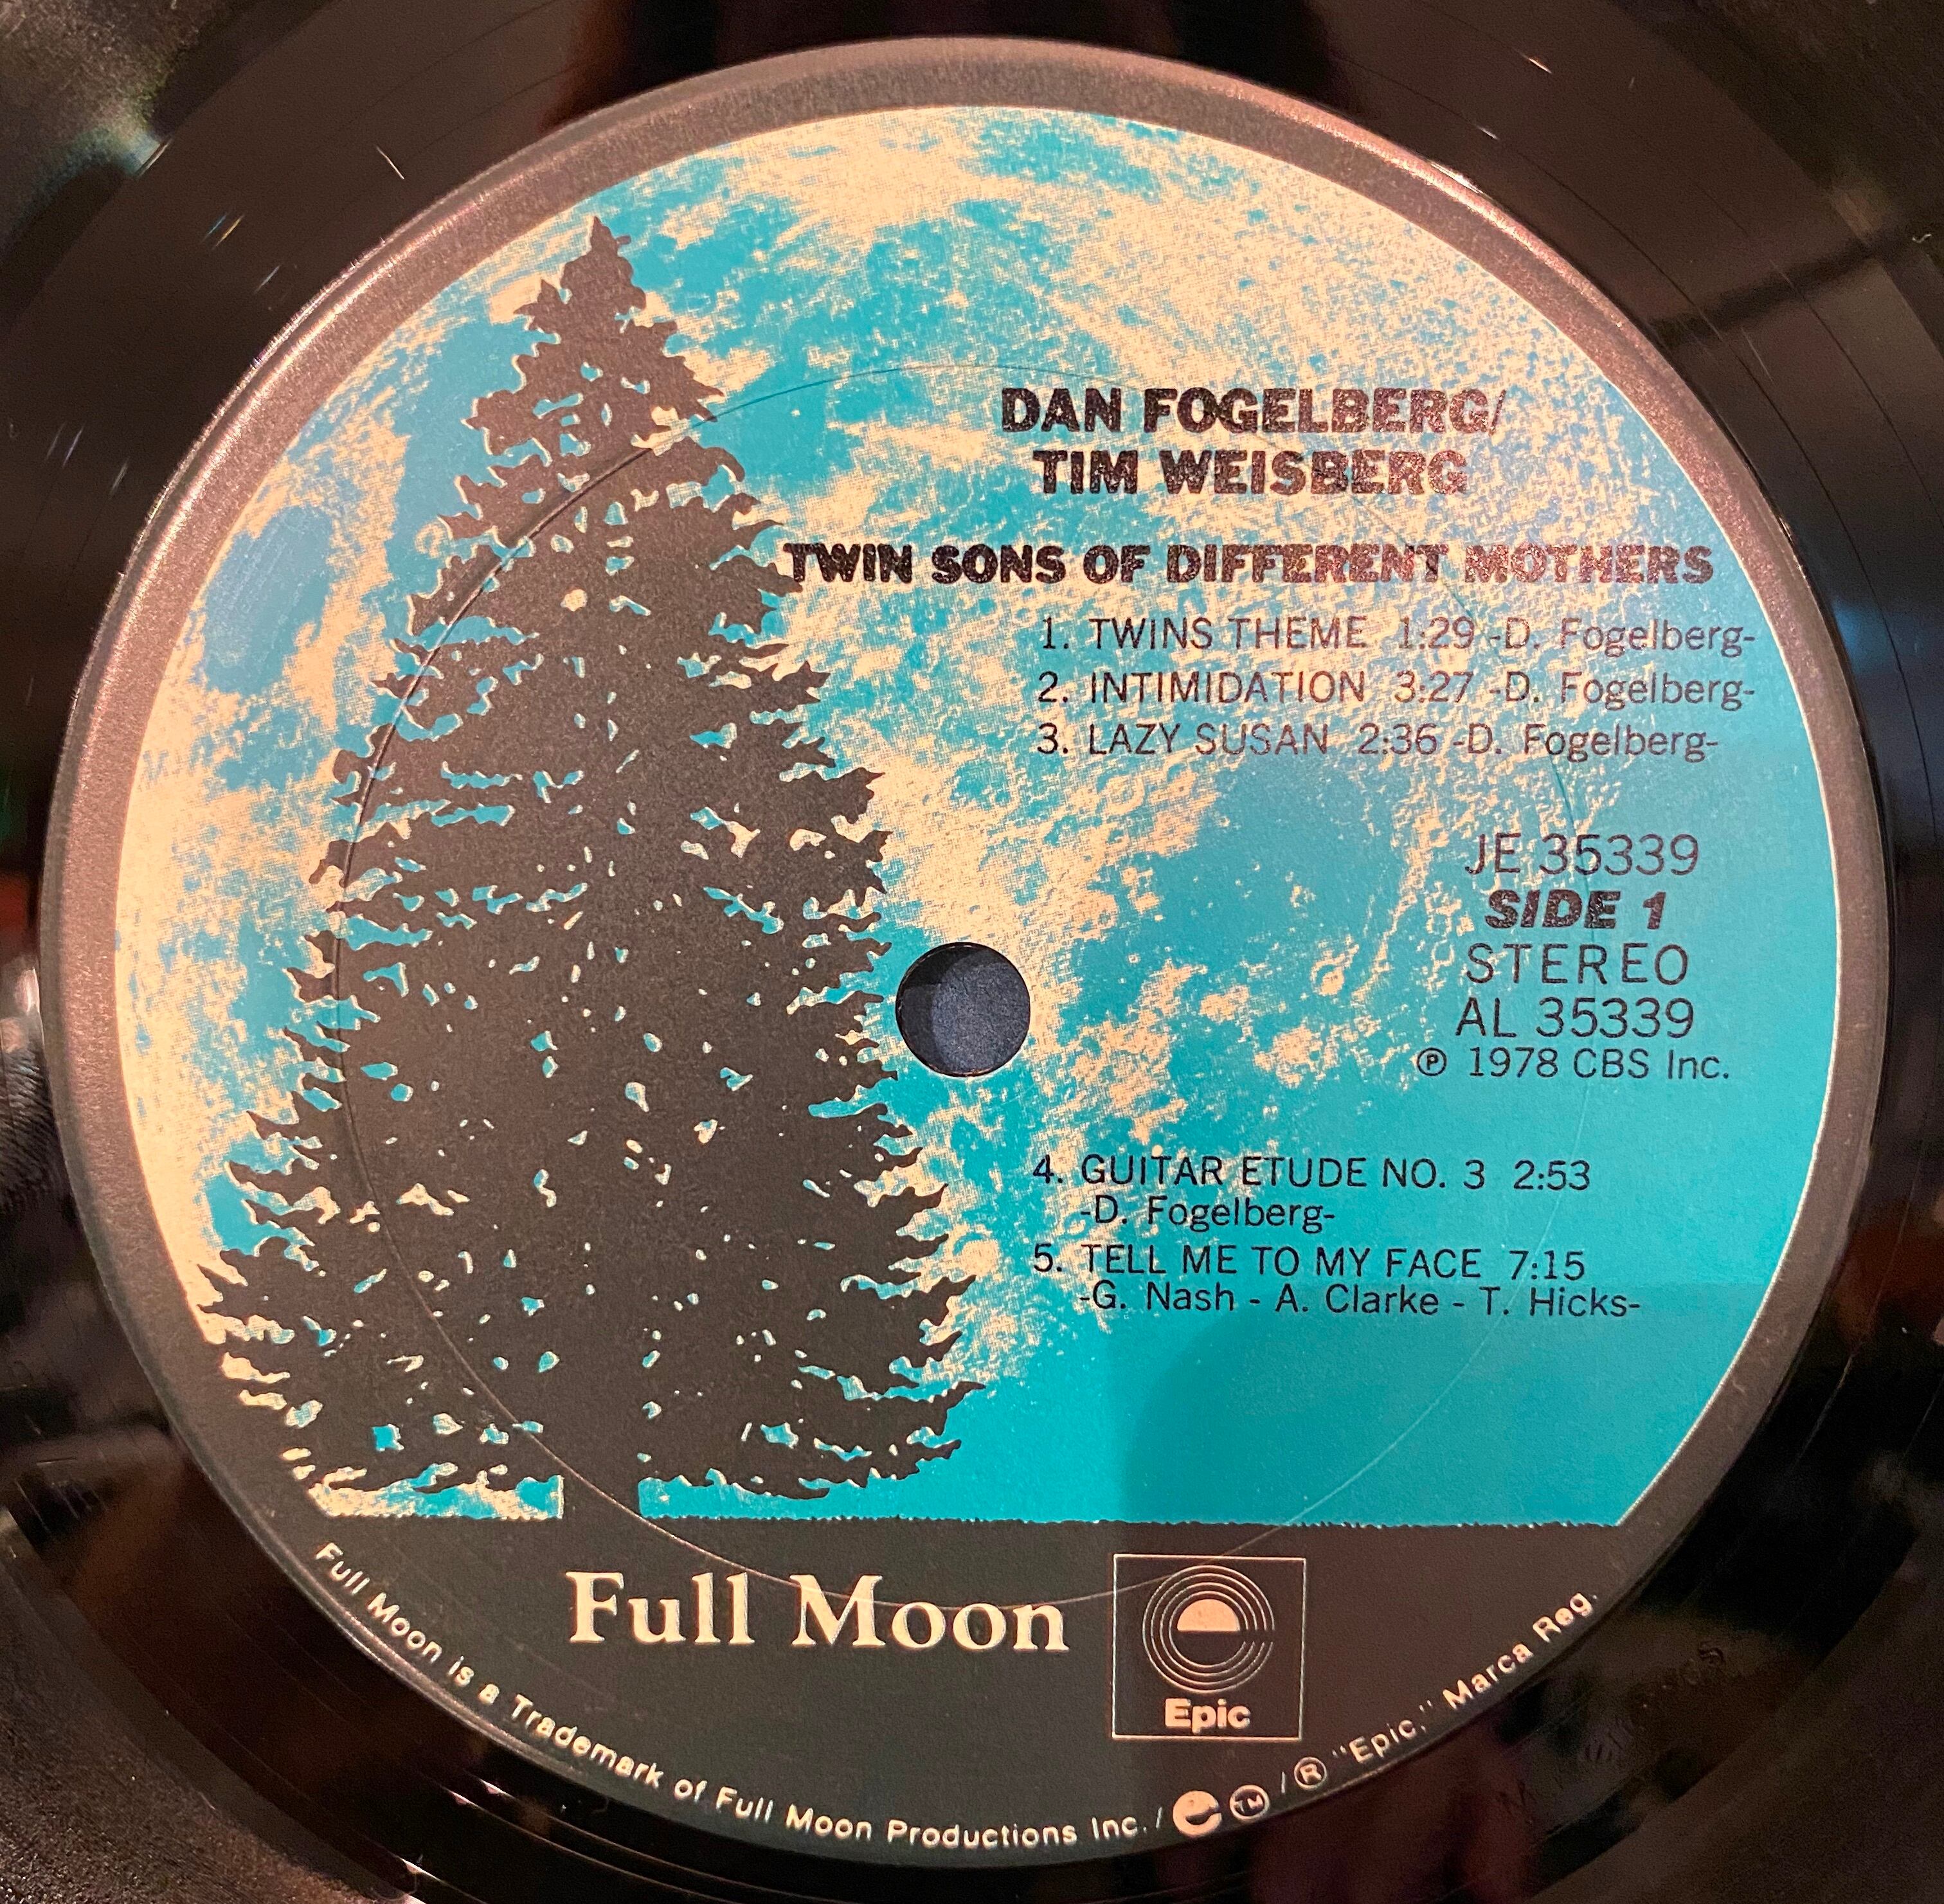 DAN FOGELBERG/
TIM WEISBERG
TWIN SONS OF DIFFERENT MOTHERS
1. TWINS THEME 1:29 -D. Fogelberg-
2. INTIMIDATION 3:27 -D. Fogelberg-
3. LAZY SUSAN 2:36 -D. Fogelberg-
JE 35339
SIDE 1
STEREO
AL 35339
℗ 1978 CBS Inc.
4. GUITAR ETUDE NO. 3 2:53
-D. Fogelberg-
5. TELL ME TO MY FACE 7:15
-G. Nash - A. Clarke - T. Hicks-
Full Moon
Epic
Full Moon is a Trademark of Full Moon Productions Inc. / e ™ / ® "Epic," Marca Reg.